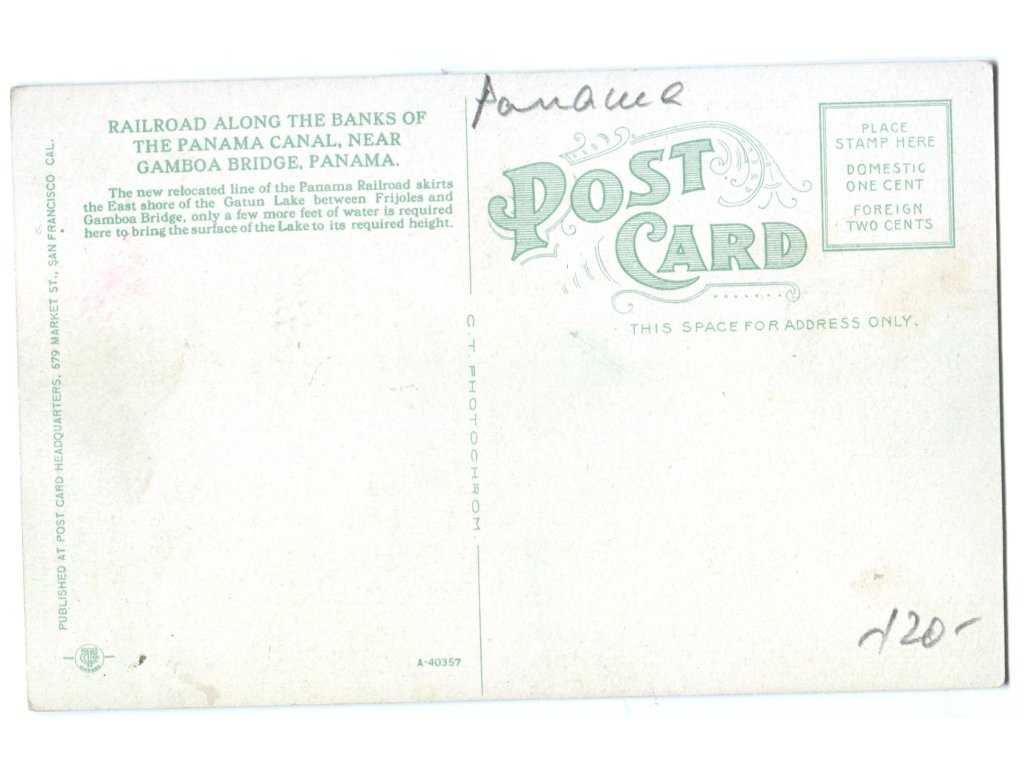 Panama
RAILROAD ALONG THE BANKS OF
THE PANAMA CANAL, NEAR
GAMBOA BRIDGE, PANAMA.
The new relocated line of the Panama Railroad skirts
the East shore of the Gatun Lake between Frijoles and
Gamboa Bridge, only a few more feet of water is required
here to bring the surface of the Lake to its required height.
PUBLISHED AT POST CARD HEADQUARTERS, 579 MARKET ST., SAN FRANCISCO CAL.
C. T. PHOTOCHROM.
A-40357
POST
CARD
PLACE
STAMP HERE
DOMESTIC
ONE CENT
FOREIGN
TWO CENTS
THIS SPACE FOR ADDRESS ONLY.
120-